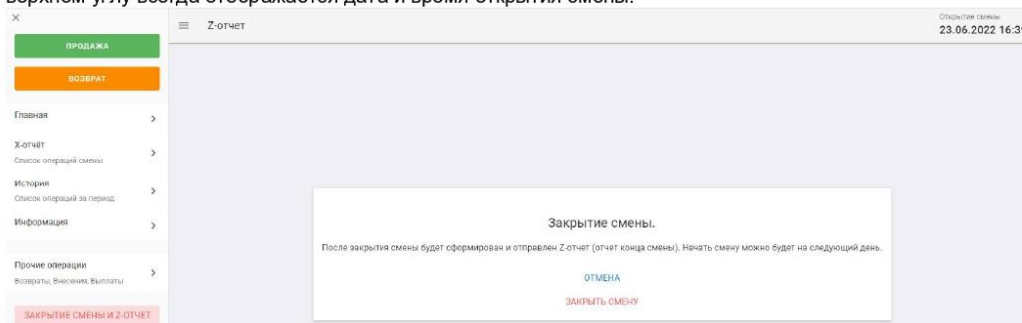 верхнем углу всегда отображается дата и время открытия смены.
×
ПРОДАЖА
ВОЗВРАТ
Главная
X-отчёт
Список операций смены
История
Список операций за период
Информация
Прочие операции
Возвраты, Внесения, Выплаты
ЗАКРЫТИЕ СМЕНЫ И Z-ОТЧЕТ
Z-отчет
Открытие смены
23.06.2022 16:39
Закрытие смены.
После закрытия смены будет сформирован и отправлен Z-отчет (отчет конца смены). Начать смену можно будет на следующий день.
ОТМЕНА
ЗАКРЫТЬ СМЕНУ